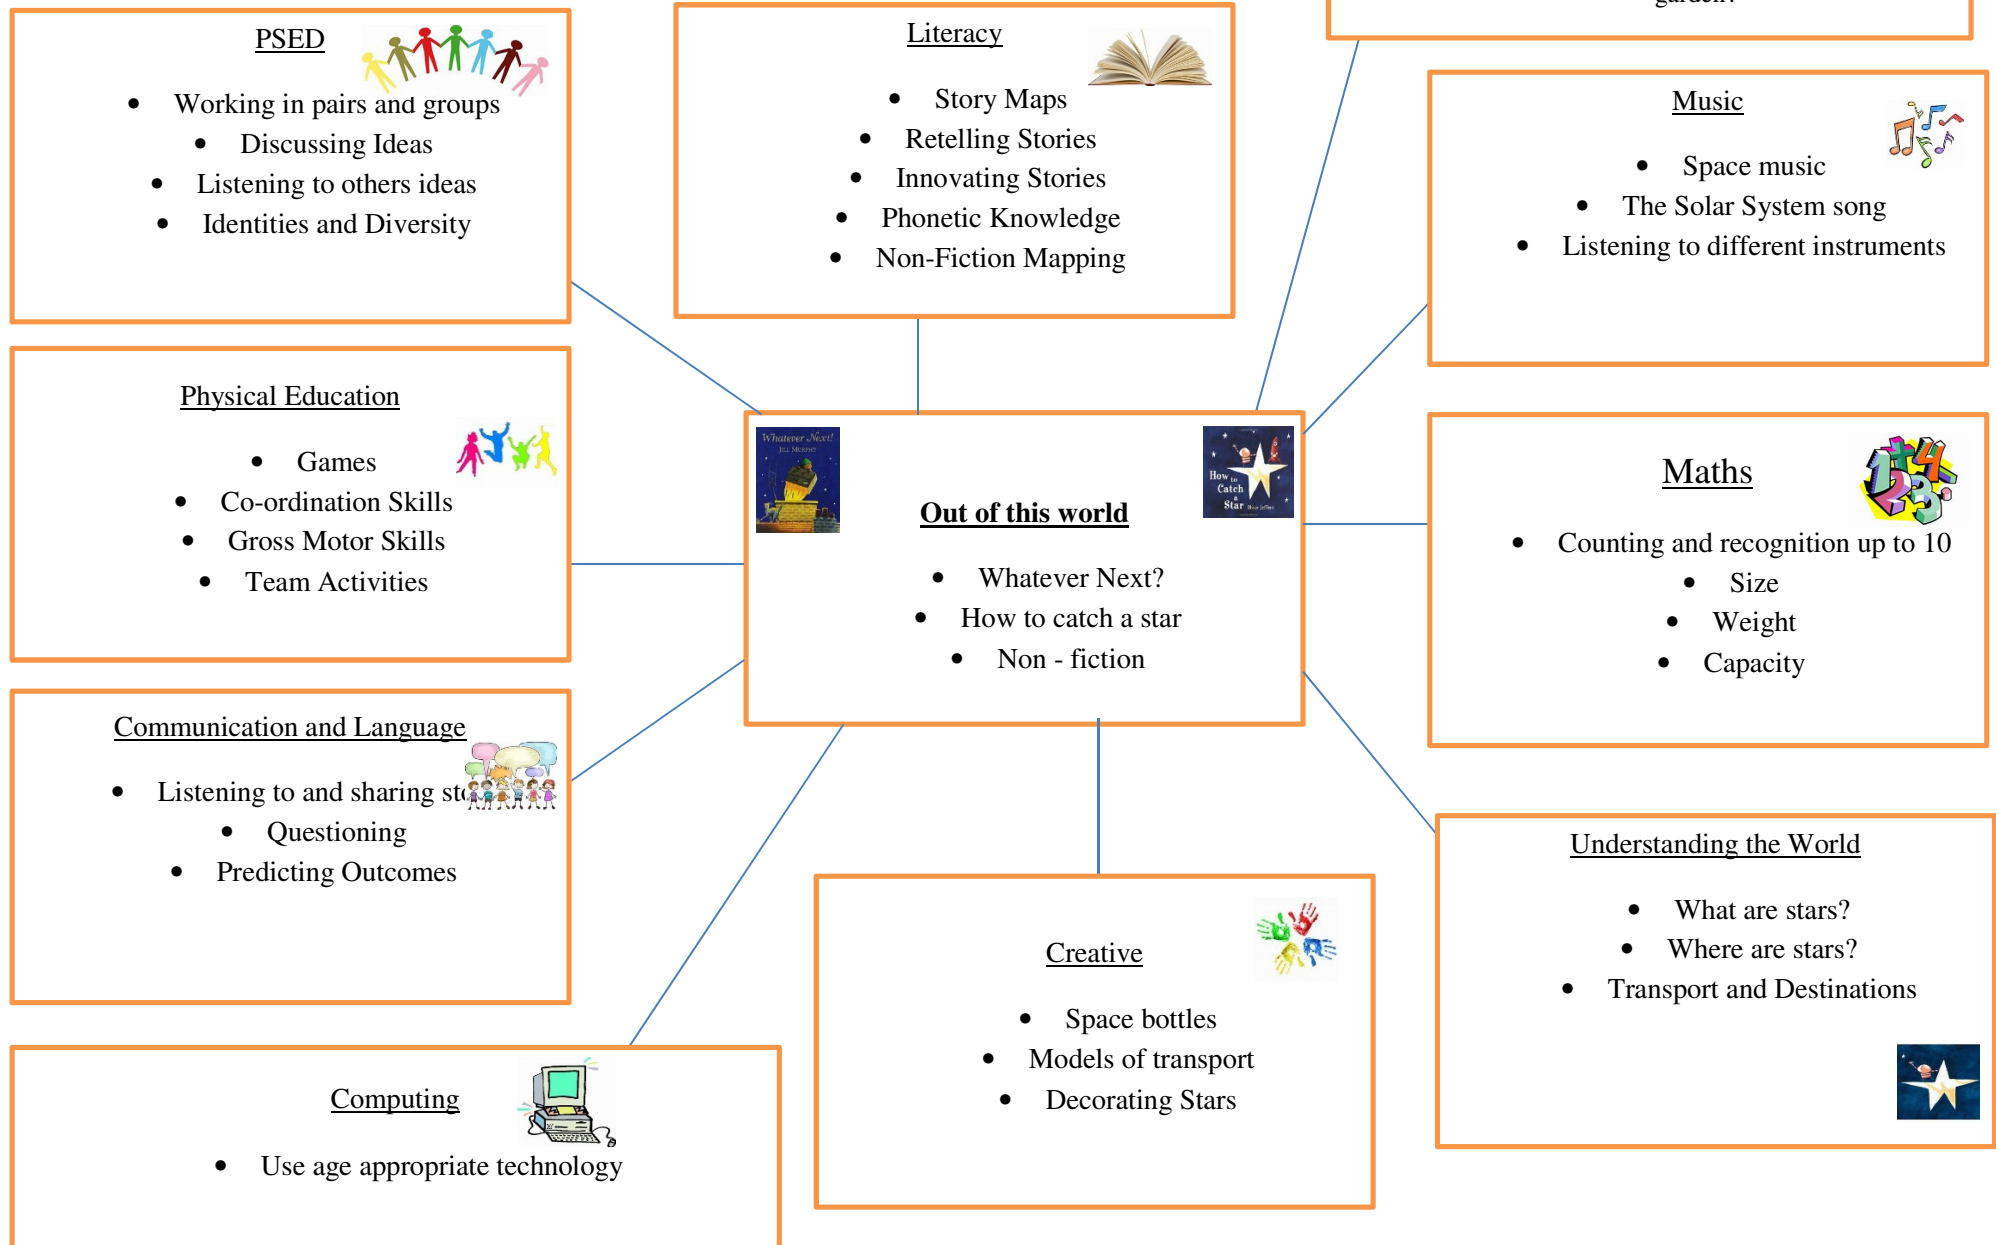 garden?
PSED
• Working in pairs and groups
• Discussing Ideas
• Listening to others ideas
• Identities and Diversity
Literacy
• Story Maps
• Retelling Stories
• Innovating Stories
• Phonetic Knowledge
• Non-Fiction Mapping
Music
• Space music
• The Solar System song
• Listening to different instruments
Physical Education
• Games
• Co-ordination Skills
• Gross Motor Skills
• Team Activities
Whatever Next!
JILL MURPHY
How to
Catch
a
Star Oliver Jeffers
Out of this world
• Whatever Next?
• How to catch a star
• Non - fiction
Maths
• Counting and recognition up to 10
• Size
• Weight
• Capacity
Communication and Language
• Listening to and sharing
• Questioning
• Predicting Outcomes
Understanding the World
• What are stars?
• Where are stars?
• Transport and Destinations
Creative
• Space bottles
• Models of transport
• Decorating Stars
Computing
• Use age appropriate technology